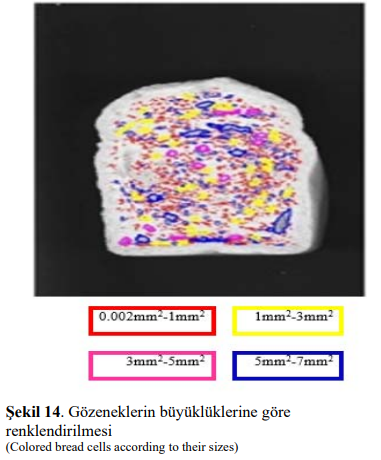 0.002mm²-1mm²
1mm²-3mm²
3mm²-5mm²
5mm²-7mm²
Şekil 14. Gözeneklerin büyüklüklerine göre
renklendirilmesi
(Colored bread cells according to their sizes)